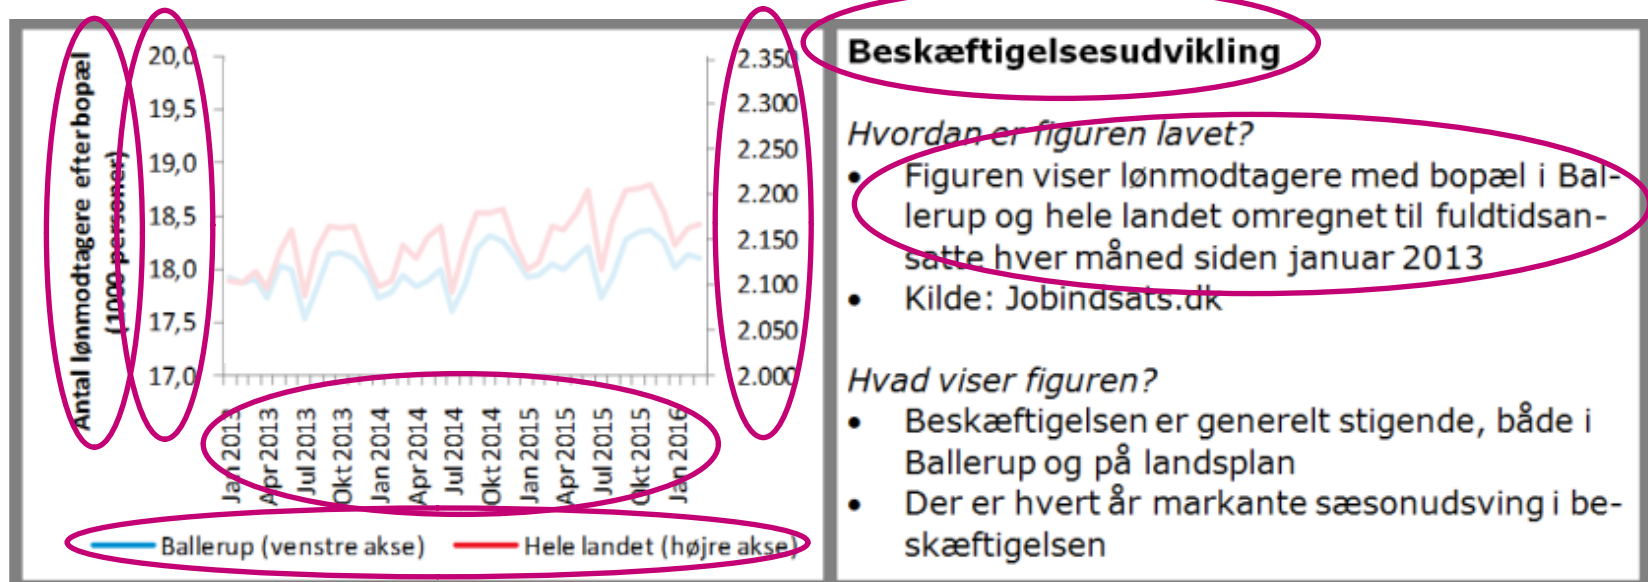 Antal lønmodtagere efter bopæl
(1000 personer)
20,0
19,5
19,0
18,5
18,0
17,5
17,0
2.350
2.300
2.250
2.200
2.150
2.100
2.050
2.000
Jan 2013
Apr 2013
Jul 2013
Okt 2013
Jan 2014
Apr 2014
Jul 2014
Okt 2014
Jan 2015
Apr 2015
Jul 2015
Okt 2015
Jan 2016
Ballerup (venstre akse)
Hele landet (højre akse)
Beskæftigelsesudvikling
Hvordan er figuren lavet?
• Figuren viser lønmodtagere med bopæl i Bal-
lerup og hele landet omregnet til fuldtidsan-
satte hver måned siden januar 2013
• Kilde: Jobindsats.dk
Hvad viser figuren?
• Beskæftigelsen er generelt stigende, både i
Ballerup og på landsplan
• Der er hvert år markante sæsonudsving i be-
skæftigelsen